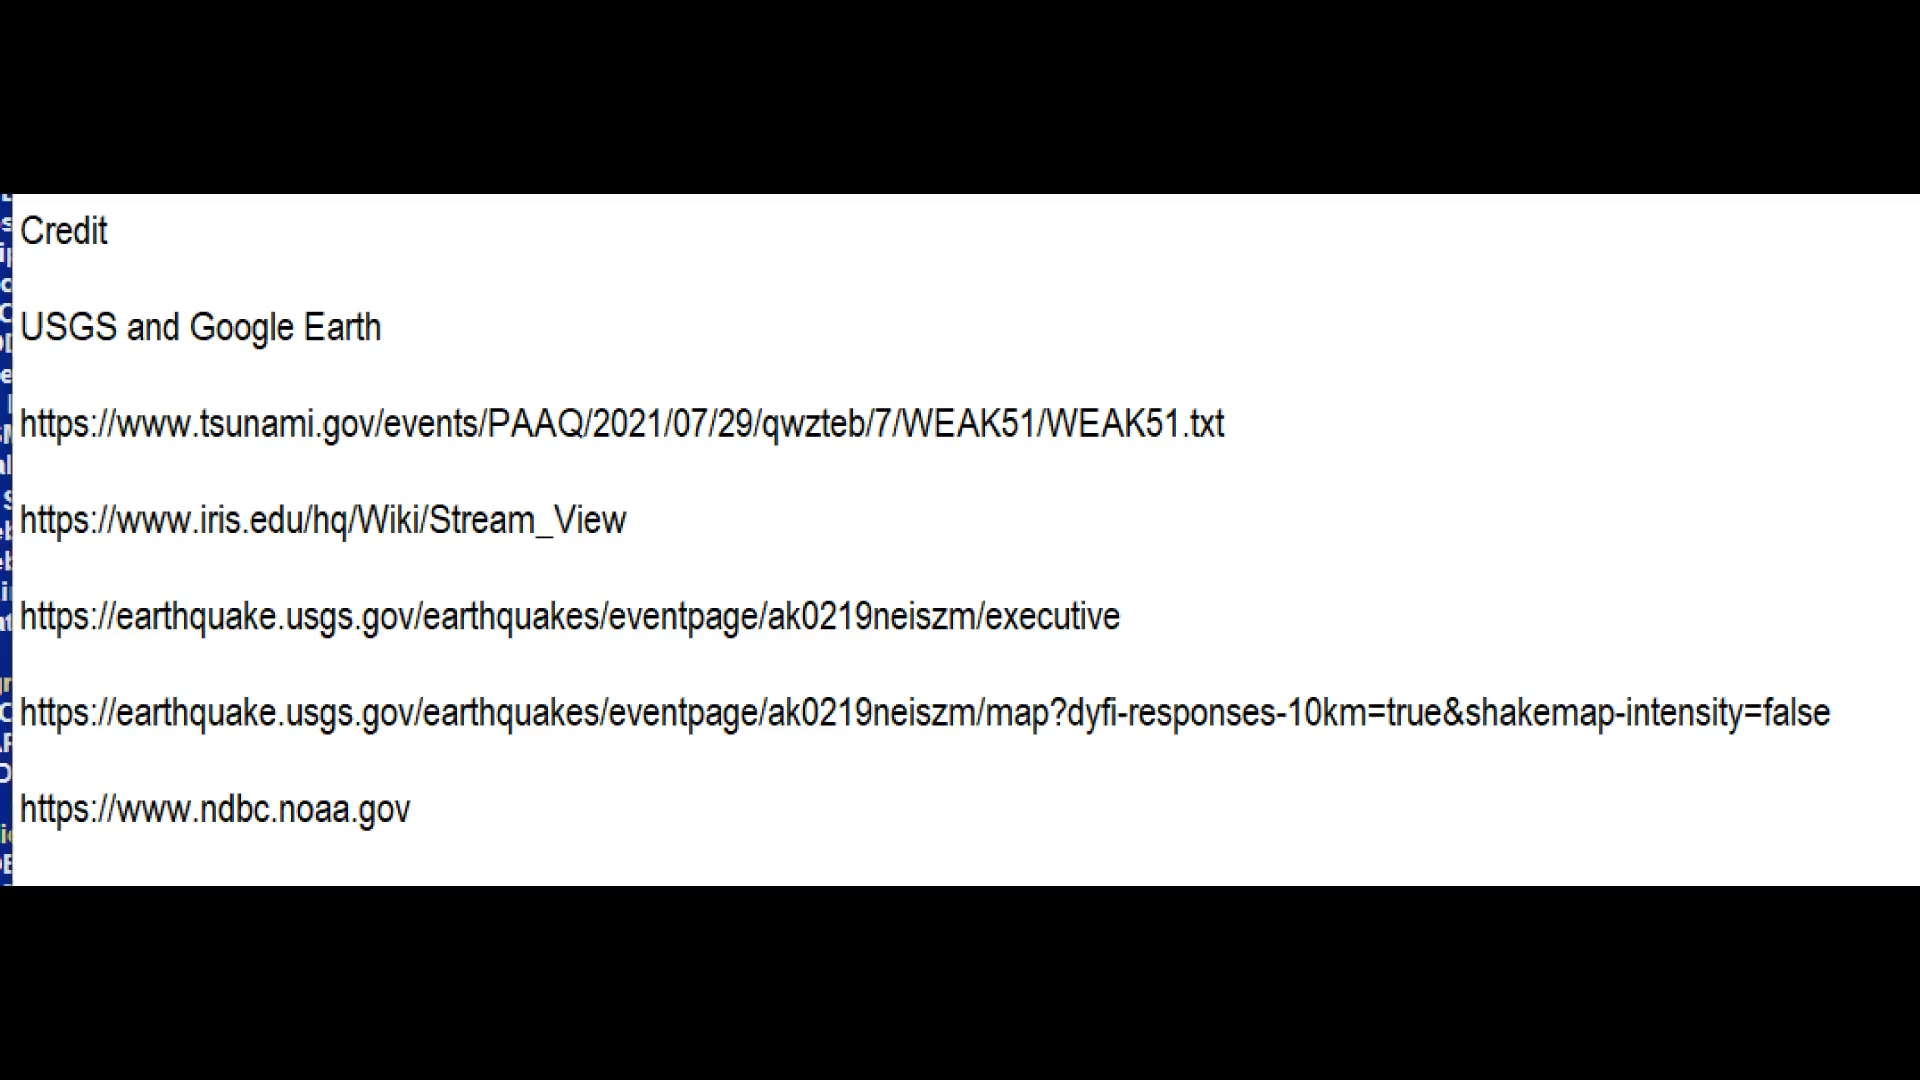 Credit
USGS and Google Earth
https://www.tsunami.gov/events/PAAQ/2021/07/29/qwzteb/7/WEAK51/WEAK51.txt
https://www.iris.edu/hq/Wiki/Stream_View
https://earthquake.usgs.gov/earthquakes/eventpage/ak0219neiszm/executive
https://earthquake.usgs.gov/earthquakes/eventpage/ak0219neiszm/map?dyfi-responses-10km=true&shakemap-intensity=false
https://www.ndbc.noaa.gov